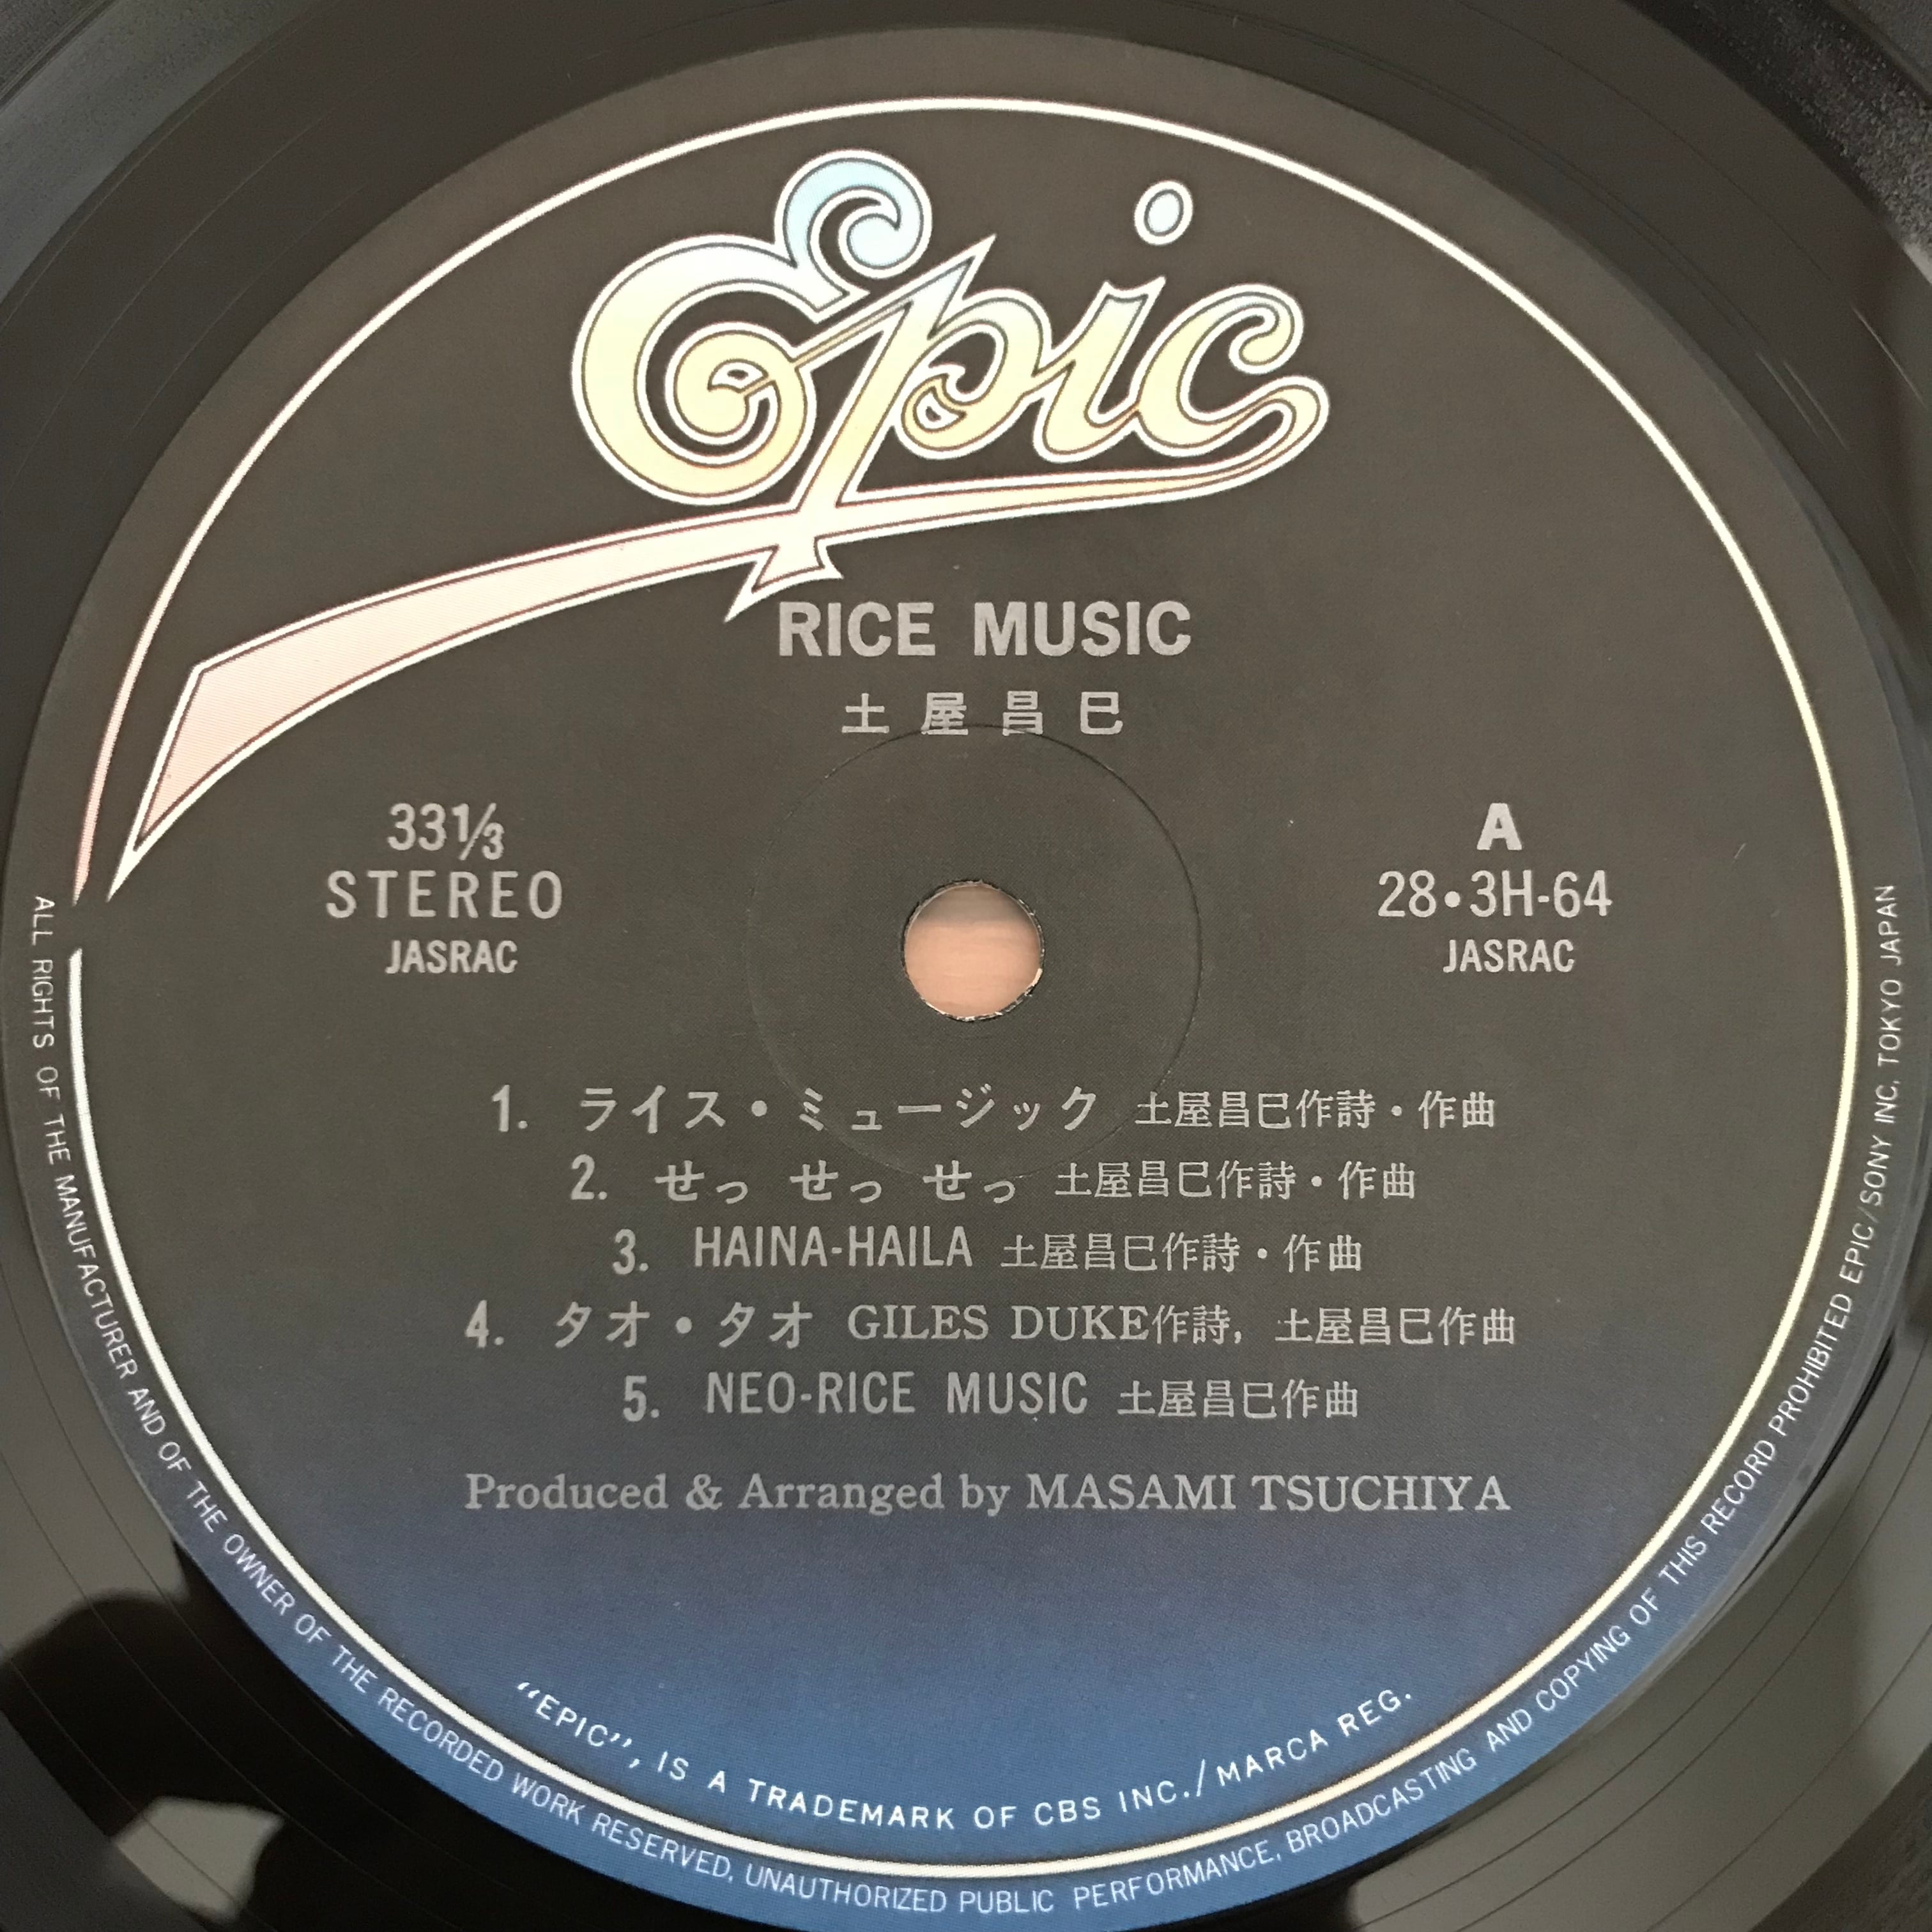 Epic
RICE MUSIC
土屋昌巳
33⅓
STEREO
JASRAC
A
28•3H-64
JASRAC
1. ライス・ミュージック 土屋昌巳作詩・作曲
2. せっ せっ せっ 土屋昌巳作詩・作曲
3. HAINA-HAILA 土屋昌巳作詩・作曲
4. タオ・タオ GILES DUKE作詩, 土屋昌巳作曲
5. NEO-RICE MUSIC 土屋昌巳作曲
Produced & Arranged by MASAMI TSUCHIYA
"EPIC", IS A TRADEMARK OF CBS INC./MARCA REG.
ALL RIGHTS OF THE MANUFACTURER AND OF THE OWNER OF THE RECORDED WORK RESERVED, UNAUTHORIZED PUBLIC PERFORMANCE, BROADCASTING AND COPYING OF THIS RECORD PROHIBITED EPIC/SONY INC, TOKYO JAPAN